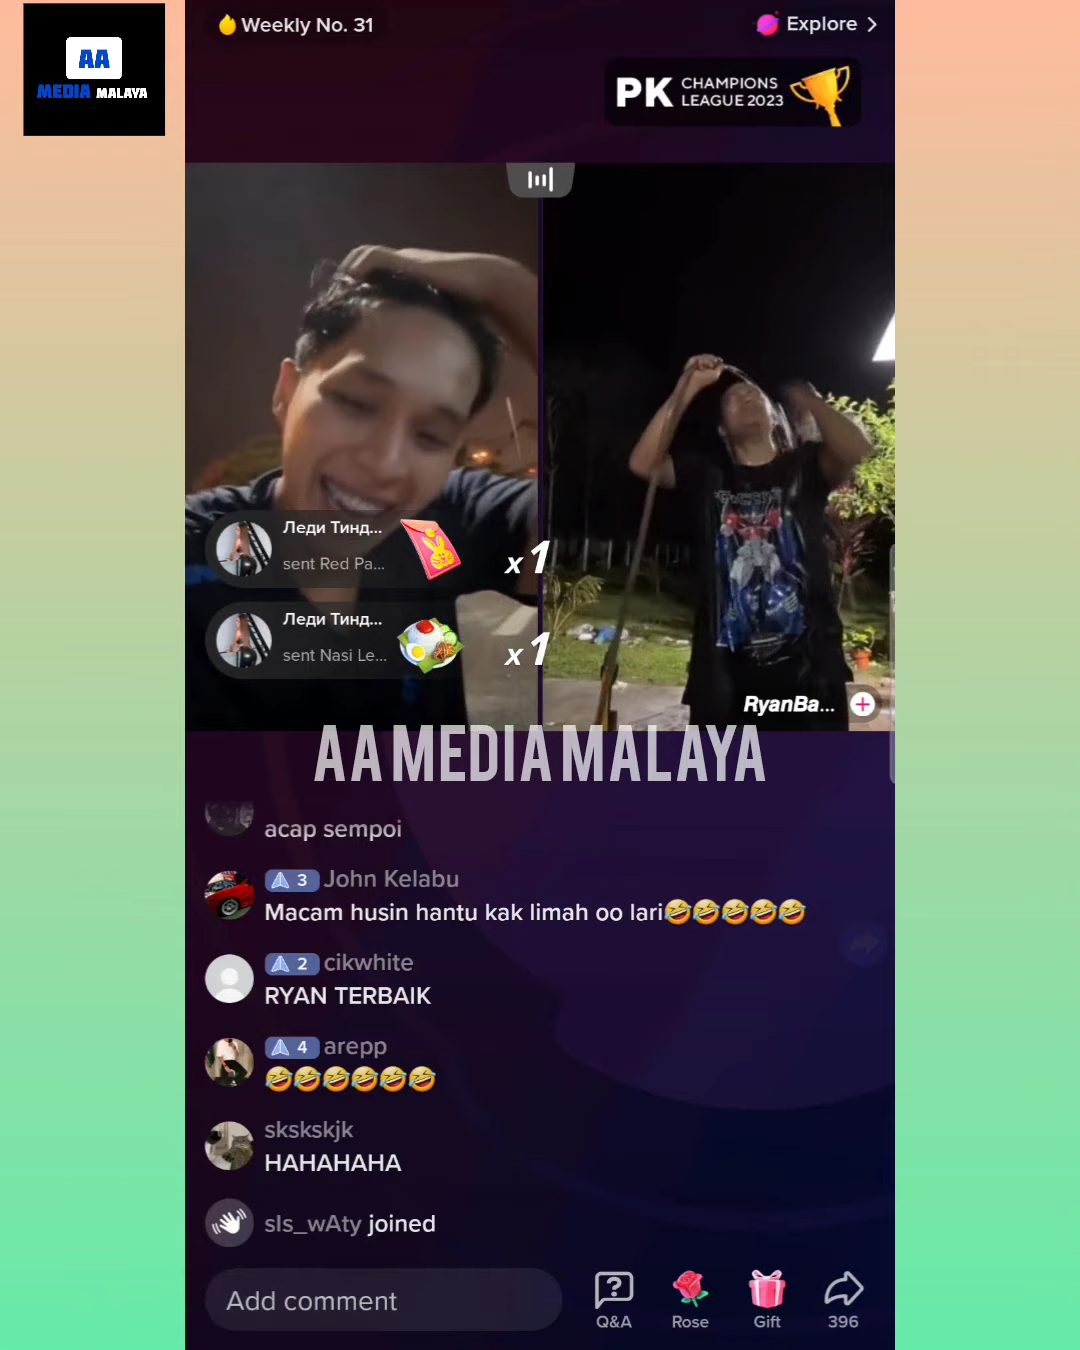 AA
MEDIA MALAYA
Weekly No. 31
Explore
PK CHAMPIONS
LEAGUE 2023
Леди Тинд...
sent Red Pa...
x1
Леди Тинд...
sent Nasi Le...
x1
RyanBa...
AA MEDIA MALAYA
acap sempoi
3 John Kelabu
Macam husin hantu kak limah oo lari🤣🤣🤣🤣🤣
2 cikwhite
RYAN TERBAIK
4 arepp
🤣🤣🤣🤣🤣🤣
skskskjk
HAHAHAHA
sls_wAty joined
Add comment
Q&A
Rose
Gift
396